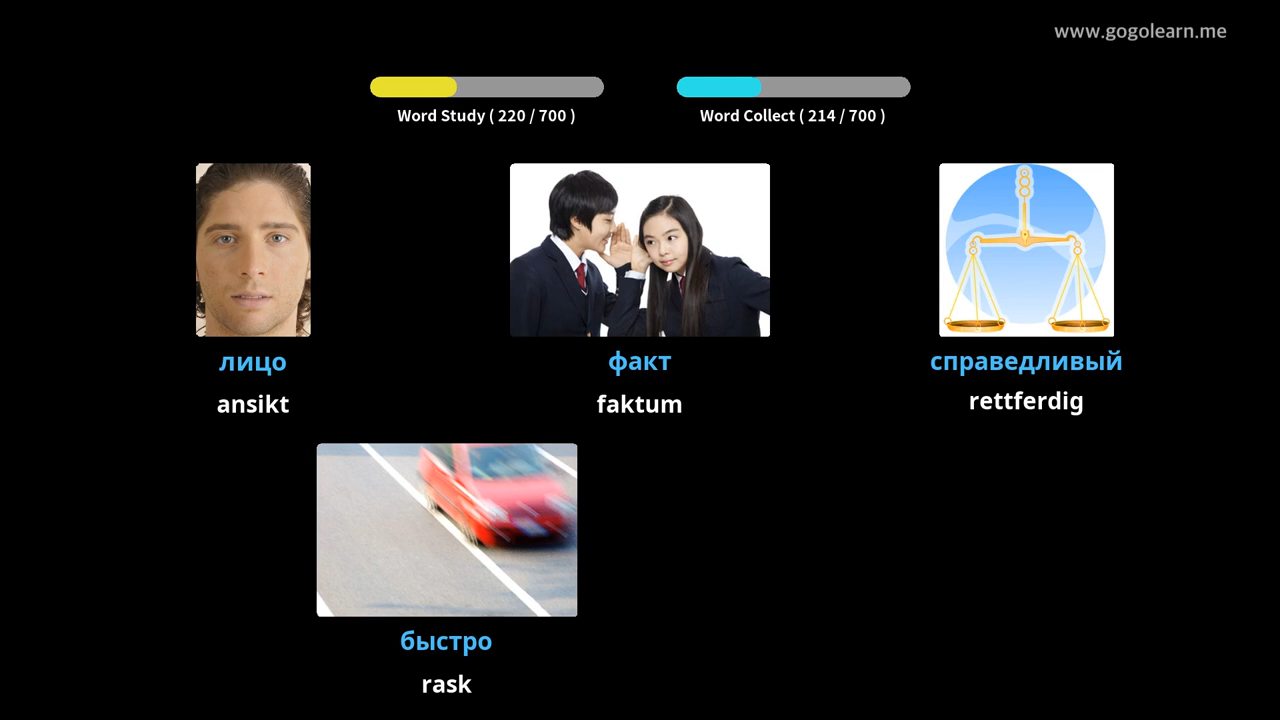 www.gogolearn.me
Word Study ( 220 / 700 )
Word Collect ( 214 / 700 )
лицо
ansikt
факт
faktum
справедливый
rettferdig
быстро
rask